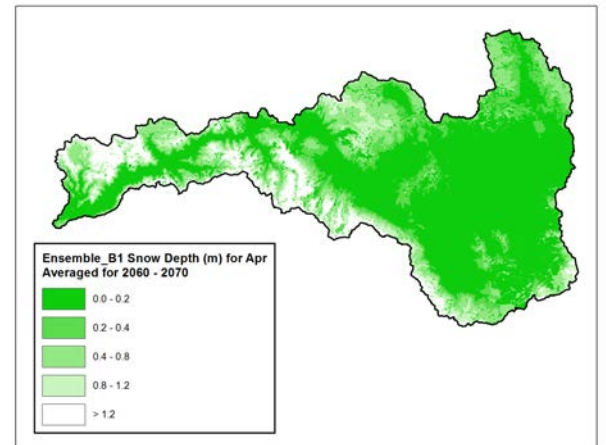 Ensemble_B1 Snow Depth (m) for Apr
Averaged for 2060 - 2070
0.0 - 0.2
0.2 - 0.4
0.4 - 0.8
0.8 - 1.2
> 1.2